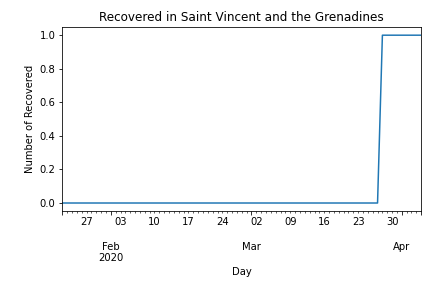 Recovered in Saint Vincent and the Grenadines
Number of Recovered
1.0
0.8
0.6
0.4
0.2
0.0
27 03 10 17 24 02 09 16 23 30
Feb Mar Apr
2020
Day